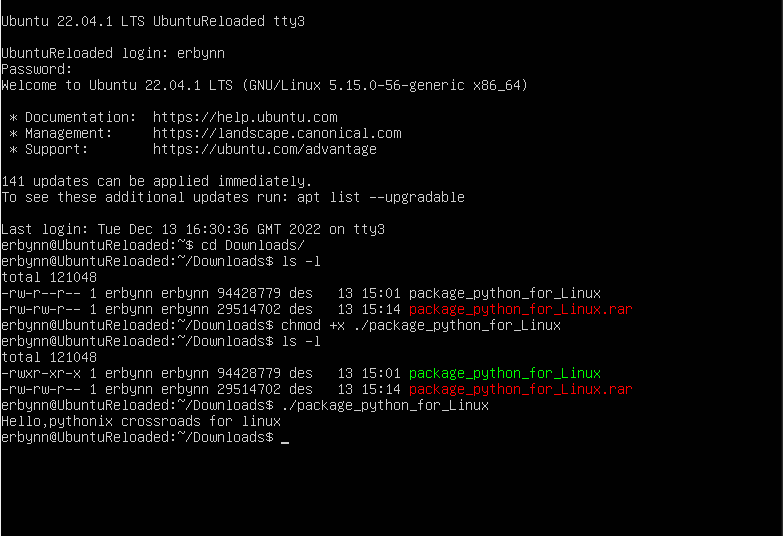 Ubuntu 22.04.1 LTS UbuntuReloaded tty3
UbuntuReloaded login: erbynn
Password:
Welcome to Ubuntu 22.04.1 LTS (GNU/Linux 5.15.0-56-generic x86_64)
* Documentation:  https://help.ubuntu.com
* Management:     https://landscape.canonical.com
* Support:        https://ubuntu.com/advantage
141 updates can be applied immediately.
To see these additional updates run: apt list --upgradable
Last login: Tue Dec 13 16:30:36 GMT 2022 on tty3
erbynn@UbuntuReloaded:~$ cd Downloads/
erbynn@UbuntuReloaded:~/Downloads$ ls -l
total 121048
-rw-r--r-- 1 erbynn erbynn 94428779 des   13 15:01 package_python_for_Linux
-rw-rw-r-- 1 erbynn erbynn 29514702 des   13 15:14 package_python_for_Linux.rar
erbynn@UbuntuReloaded:~/Downloads$ chmod +x ./package_python_for_Linux
erbynn@UbuntuReloaded:~/Downloads$ ls -l
total 121048
-rwxr-xr-x 1 erbynn erbynn 94428779 des   13 15:01 package_python_for_Linux
-rw-rw-r-- 1 erbynn erbynn 29514702 des   13 15:14 package_python_for_Linux.rar
erbynn@UbuntuReloaded:~/Downloads$ ./package_python_for_Linux
Hello,pythonix crossroads for linux
erbynn@UbuntuReloaded:~/Downloads$ _